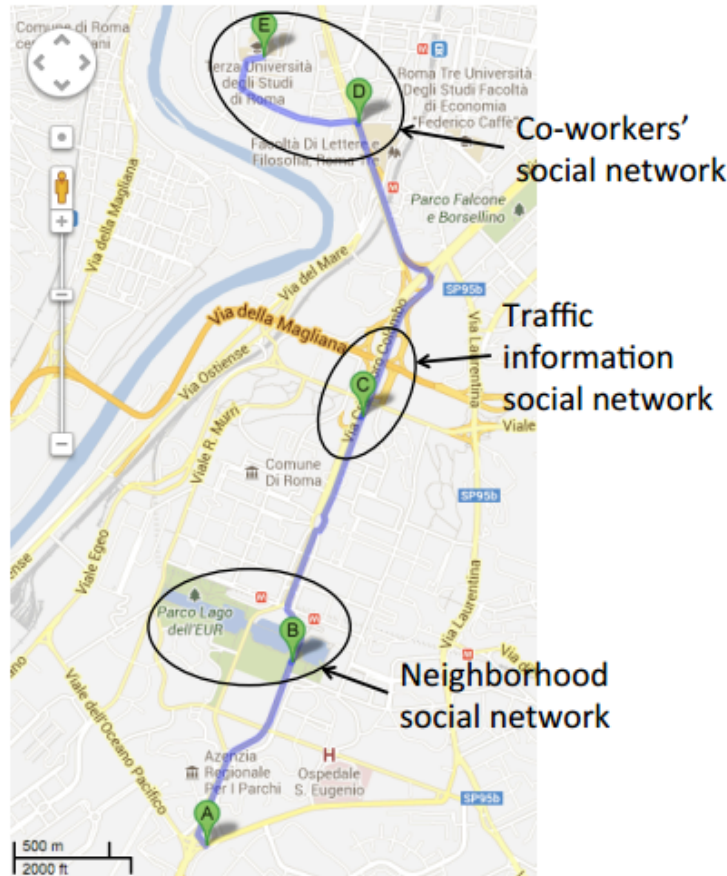 Comune di Roma
E
Terza Università
degli Studi
di Roma
M
D
Roma Tre Università
Degli Studi Facoltà
di Economia
"Federico Caffè"
Co-workers'
social network
Facoltà Di Lettere e
Filosofia, Roma Tre
M
Via della Magliana
Parco Falcone
e Borsellino
Via del Mare
SP95b
Via della Magliana
Via Ostiense
Via Laurentina
Traffic
information
social network
C
Viale R. Murri
Viale
Comune
Di Roma
SP95b
Viale Egeo
M
Parco Lago
dell'EUR
M
B
Via Laurentina
M
Via della
Neighborhood
social network
Viale dell'Oceano Pacifico
Azenzia
Regionale
Per I Parchi
H
Ospedale
S. Eugenio
A
SP95b
500 m
2000 ft